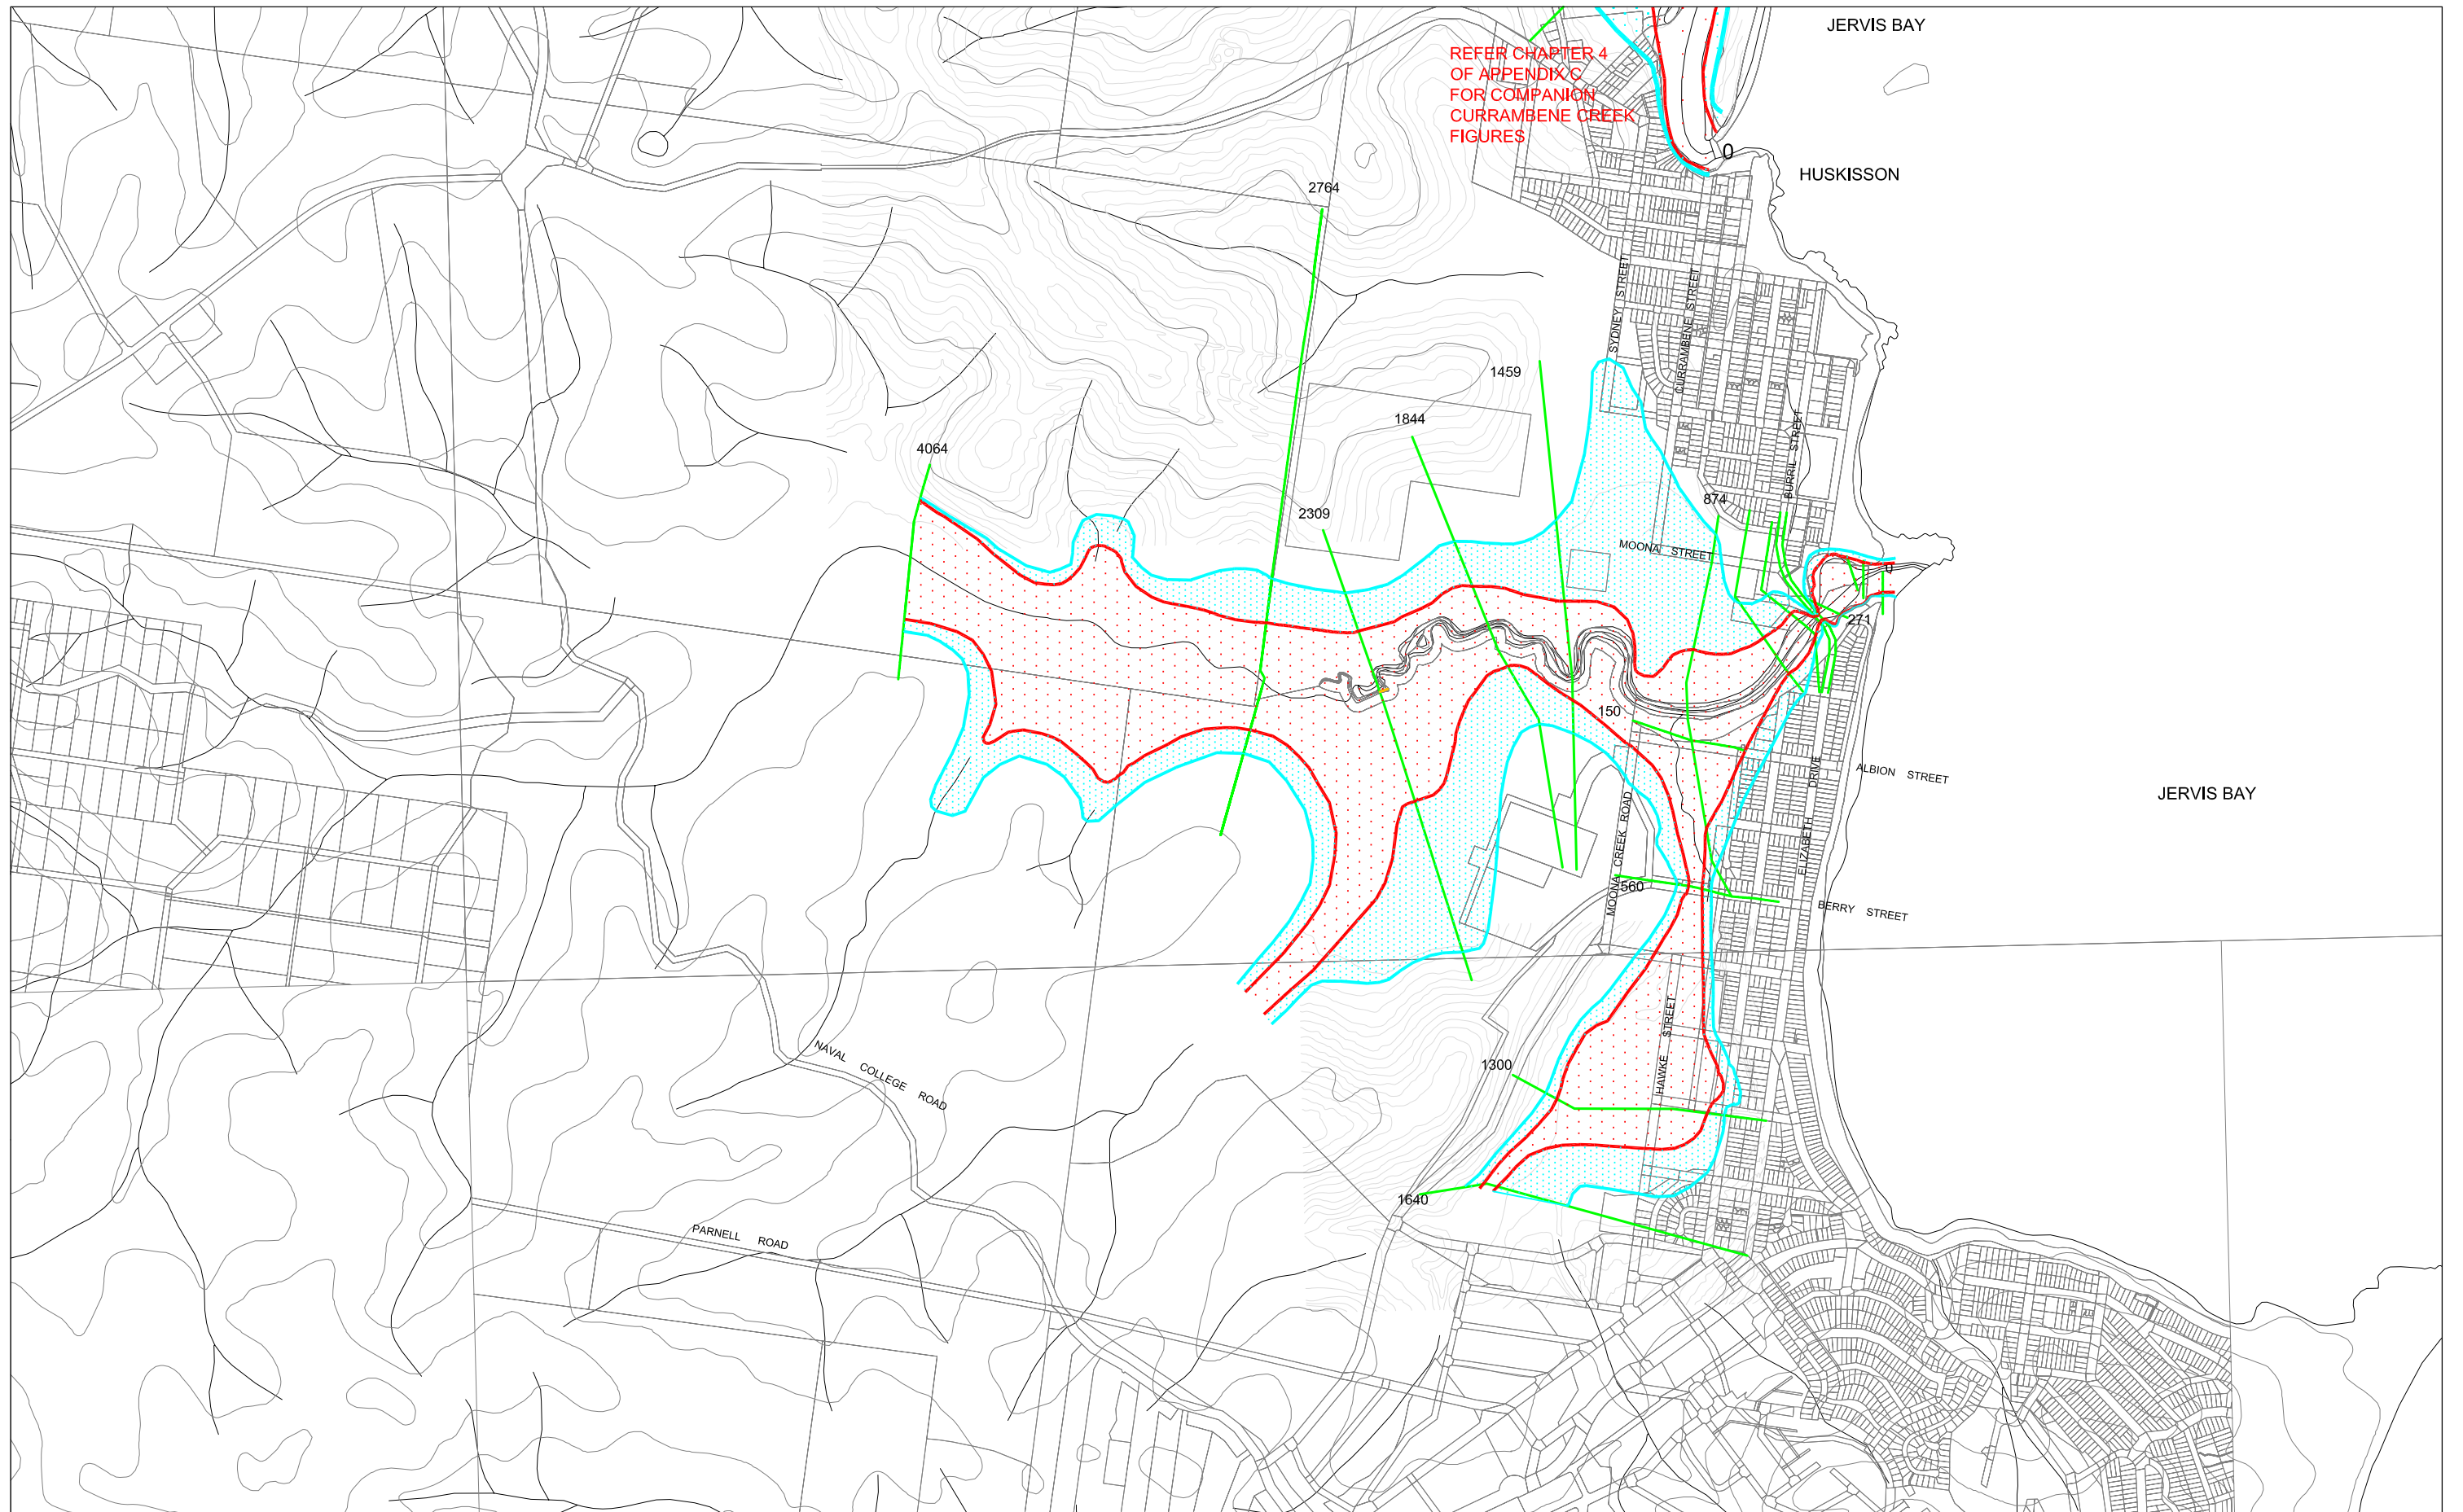 JERVIS BAY
REFER CHAPTER 4
OF APPENDIX C
FOR COMPANION
CURRAMBENE CREEK
FIGURES
0
HUSKISSON
2764
SYDNEY STREET
CURRAMBENE STREET
1459
1844
BURRIL STREET
4064
874
2309
MOONA STREET
0
271
150
ALBION STREET
ELIZABETH DRIVE
JERVIS BAY
MOONA CREEK ROAD
560
BERRY STREET
HAWKE STREET
NAVAL COLLEGE ROAD
1300
1640
PARNELL ROAD